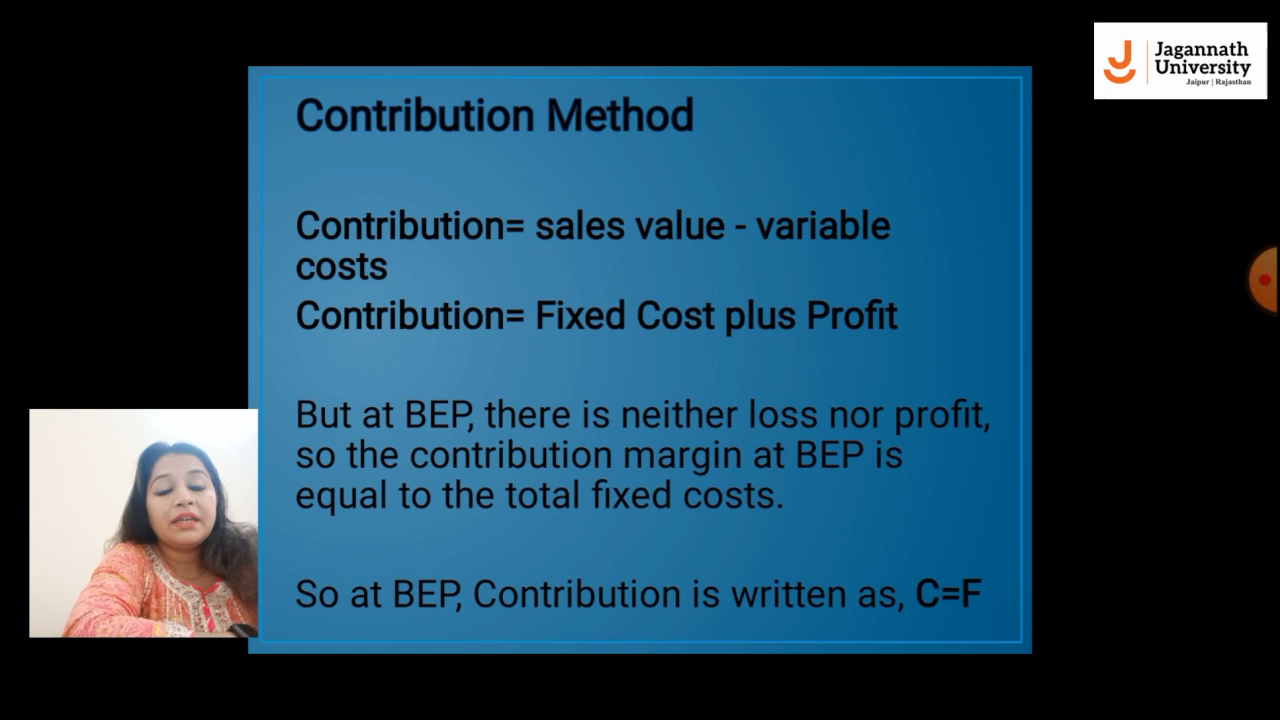 Jagannath
University
Jaipur | Rajasthan
Contribution Method
Contribution= sales value - variable
costs
Contribution= Fixed Cost plus Profit
But at BEP, there is neither loss nor profit,
so the contribution margin at BEP is
equal to the total fixed costs.
So at BEP, Contribution is written as, C=F